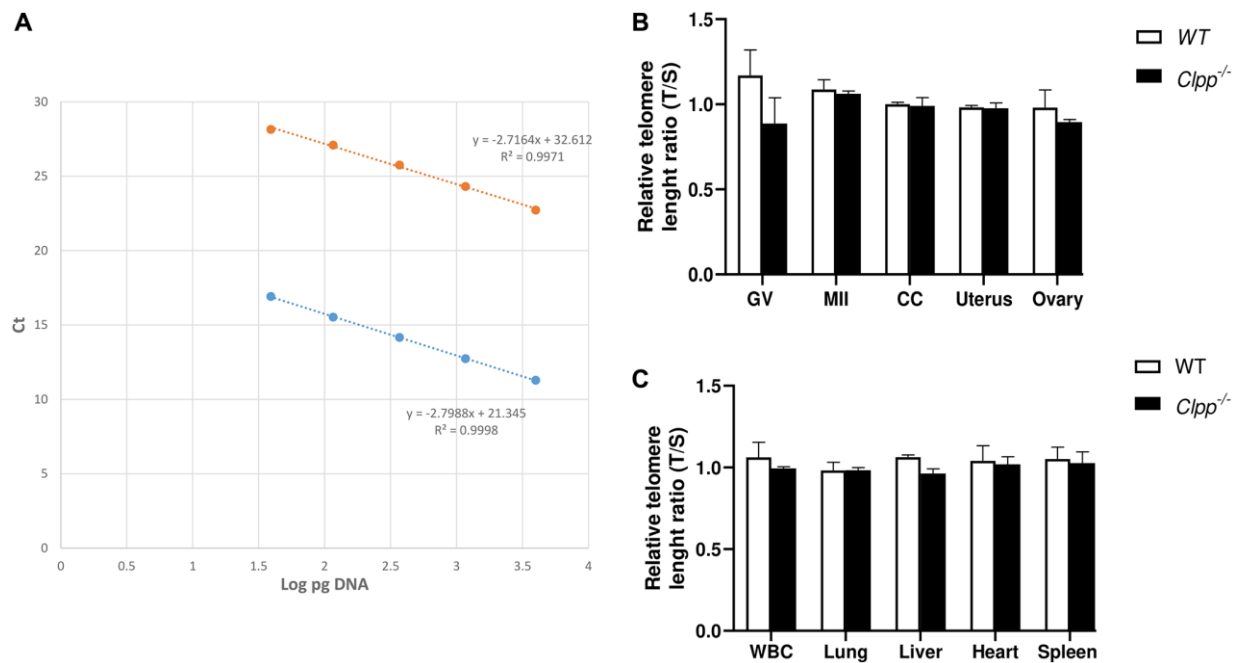 A
30
25
20
15
10
5
0
Ct
y = -2.7164x + 32.612
R² = 0.9971
y = -2.7988x + 21.345
R² = 0.9998
0 0.5 1 1.5 2 2.5 3 3.5 4
Log pg DNA
B
Relative telomere
lenght ratio (T/S)
1.5
1.0
0.5
0.0
GV MII CC Uterus Ovary
WT
Clpp-/-
C
Relative telomere
lenght ratio (T/S)
1.5
1.0
0.5
0.0
WBC Lung Liver Heart Spleen
WT
Clpp-/-